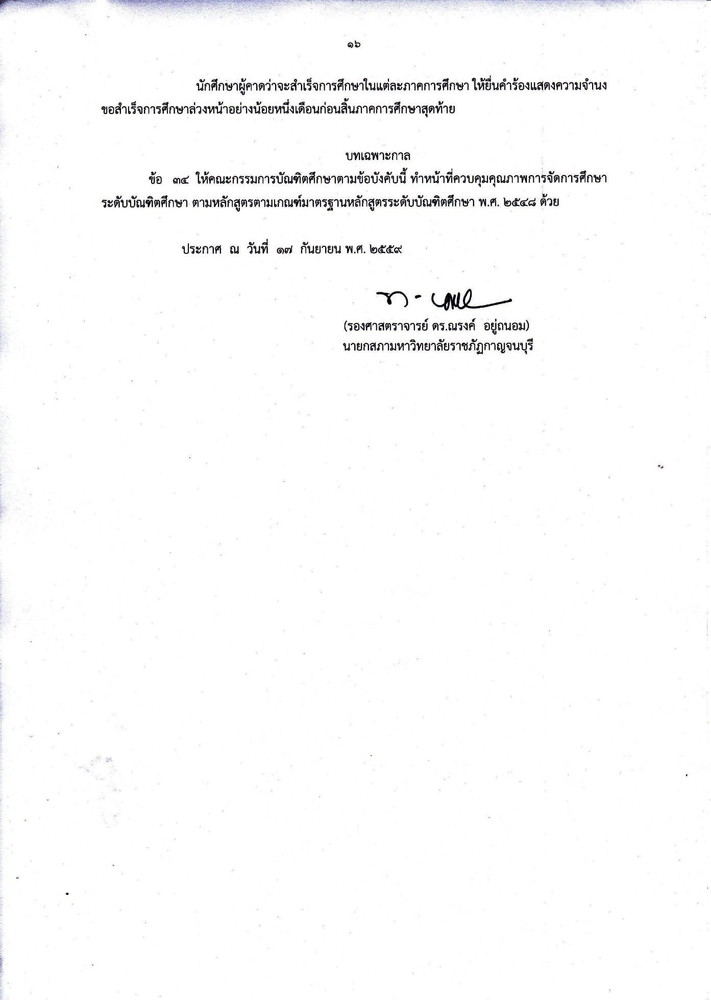 ๑๖
นักศึกษาผู้คาดว่าจะสำเร็จการศึกษาในแต่ละภาคการศึกษา ให้ยื่นคำร้องแสดงความจำนง
ขอสำเร็จการศึกษาล่วงหน้าอย่างน้อยหนึ่งเดือนก่อนสิ้นภาคการศึกษาสุดท้าย
บทเฉพาะกาล
ข้อ ๓๔ ให้คณะกรรมการบัณฑิตศึกษาตามข้อบังคับนี้ ทำหน้าที่ควบคุมคุณภาพการจัดการศึกษา
ระดับบัณฑิตศึกษา ตามหลักสูตรตามเกณฑ์มาตรฐานหลักสูตรระดับบัณฑิตศึกษา พ.ศ. ๒๕๔๘ ด้วย
ประกาศ ณ วันที่ ๑๗ กันยายน พ.ศ. ๒๕๕๙
(รองศาสตราจารย์ ดร.ณรงค์ อยู่ถนอม)
นายกสภามหาวิทยาลัยราชภัฏกาญจนบุรี